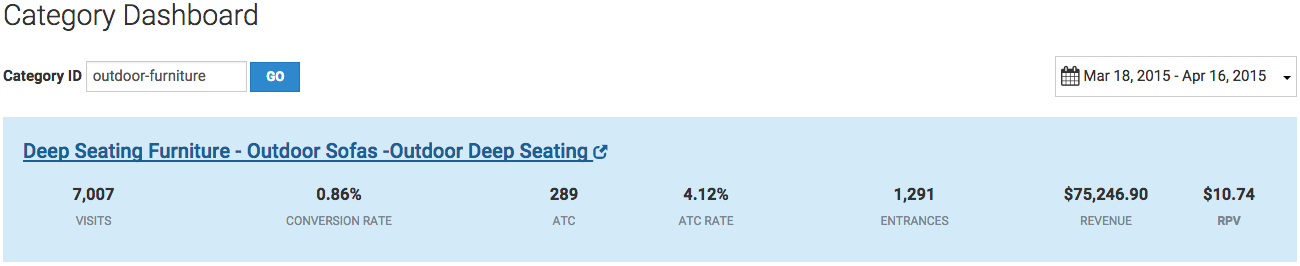 Category Dashboard
Category ID outdoor-furniture GO Mar 18, 2015 - Apr 16, 2015
Deep Seating Furniture - Outdoor Sofas -Outdoor Deep Seating
7,007 0.86% 289 4.12% 1,291 $75,246.90 $10.74
VISITS CONVERSION RATE ATC ATC RATE ENTRANCES REVENUE RPV